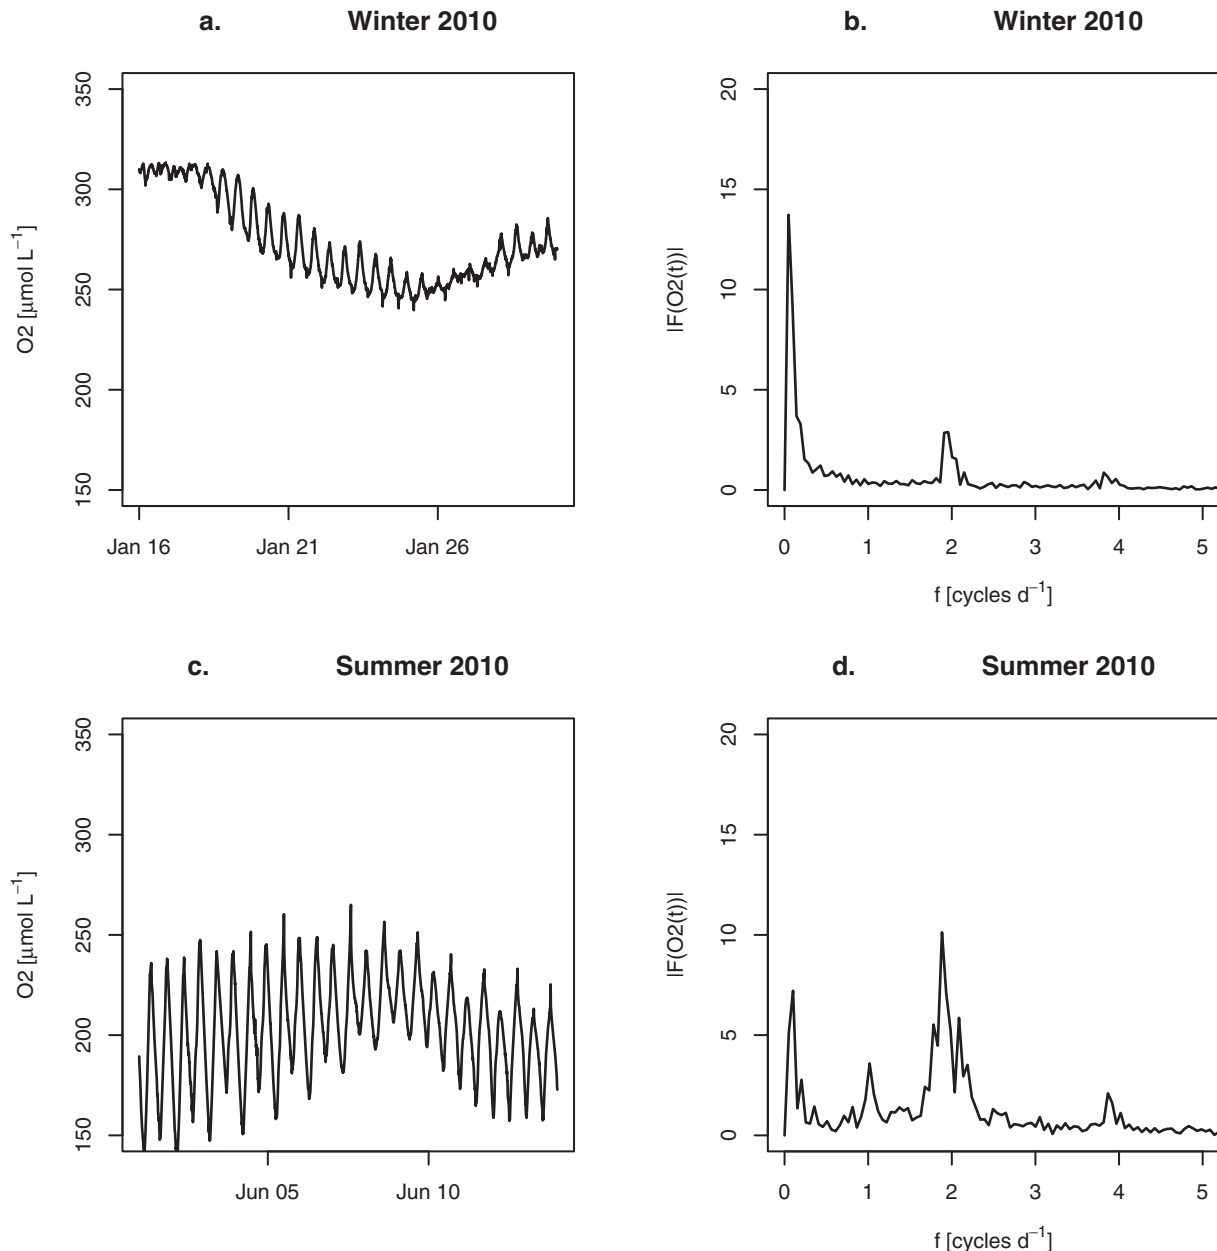 a. Winter 2010
350
300
250
200
150
O2 [µmol L−1]
Jan 16 Jan 21 Jan 26
b. Winter 2010
20
15
10
5
0
|F(O2(t))|
0 1 2 3 4 5
f [cycles d−1]
c. Summer 2010
350
300
250
200
150
O2 [µmol L−1]
Jun 05 Jun 10
d. Summer 2010
20
15
10
5
0
|F(O2(t))|
0 1 2 3 4 5
f [cycles d−1]